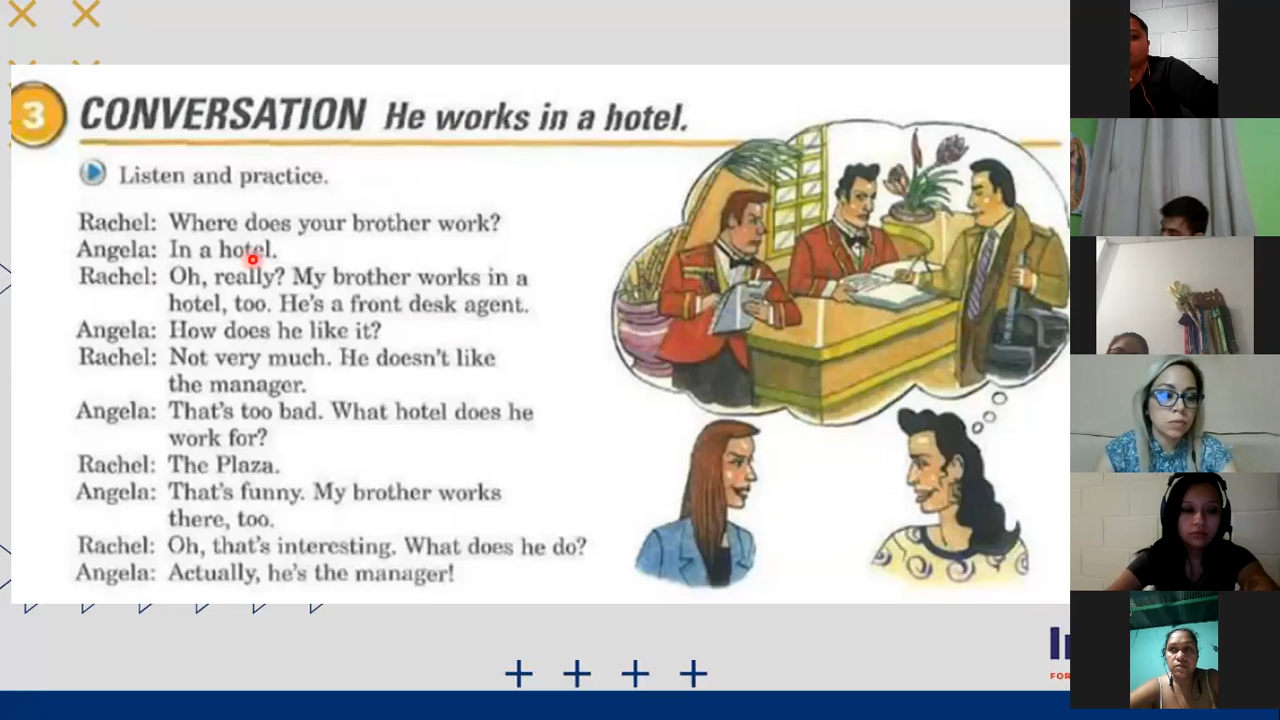 3 CONVERSATION He works in a hotel.
Listen and practice.
Rachel: Where does your brother work?
Angela: In a hotel.
Rachel: Oh, really? My brother works in a
hotel, too. He's a front desk agent.
Angela: How does he like it?
Rachel: Not very much. He doesn't like
the manager.
Angela: That's too bad. What hotel does he
work for?
Rachel: The Plaza.
Angela: That's funny. My brother works
there, too.
Rachel: Oh, that's interesting. What does he do?
Angela: Actually, he's the manager!